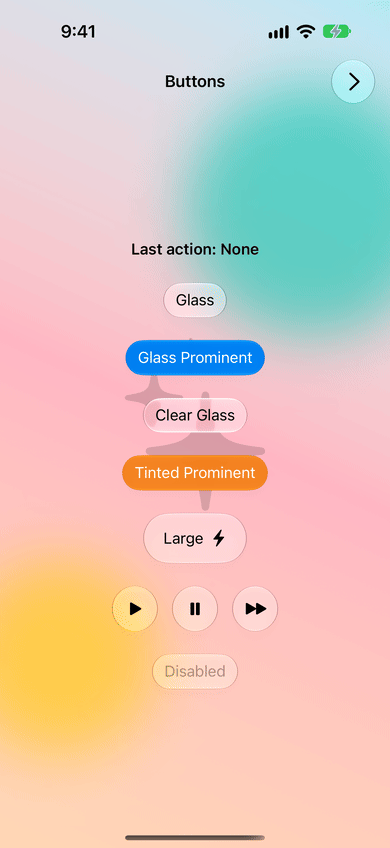 9:41
Buttons
Last action: None
Glass
Glass Prominent
Clear Glass
Tinted Prominent
Large
Disabled